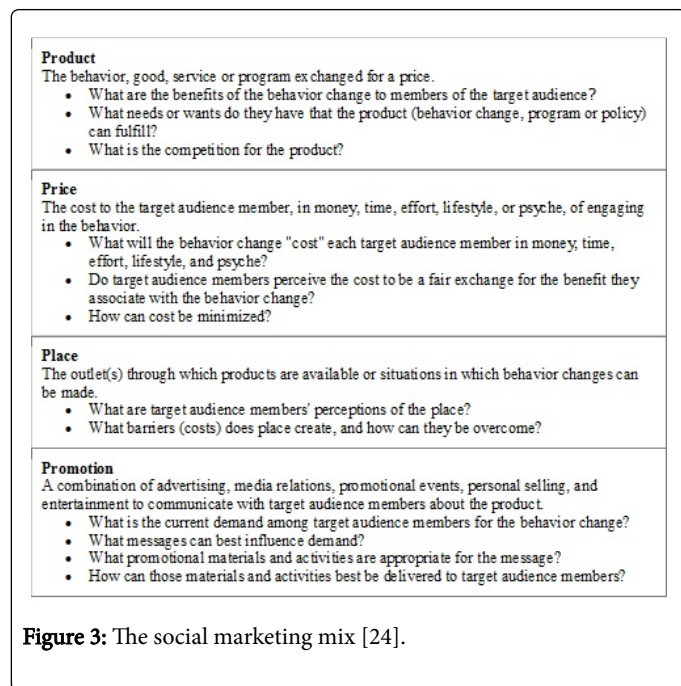 Product
The behavior, good, service or program exchanged for a price.
• What are the benefits of the behavior change to members of the target audience?
• What needs or wants do they have that the product (behavior change, program or policy)
can fulfill?
• What is the competition for the product?
Price
The cost to the target audience member, in money, time, effort, lifestyle, or psyche, of engaging
in the behavior.
• What will the behavior change "cost" each target audience member in money, time,
effort, lifestyle, and psyche?
• Do target audience members perceive the cost to be a fair exchange for the benefit they
associate with the behavior change?
• How can cost be minimized?
Place
The outlet(s) through which products are available or situations in which behavior changes can
be made.
• What are target audience members' perceptions of the place?
• What barriers (costs) does place create, and how can they be overcome?
Promotion
A combination of advertising, media relations, promotional events, personal selling, and
entertainment to communicate with target audience members about the product.
• What is the current demand among target audience members for the behavior change?
• What messages can best influence demand?
• What promotional materials and activities are appropriate for the message?
• How can those materials and activities best be delivered to target audience members?
Figure 3: The social marketing mix [24].